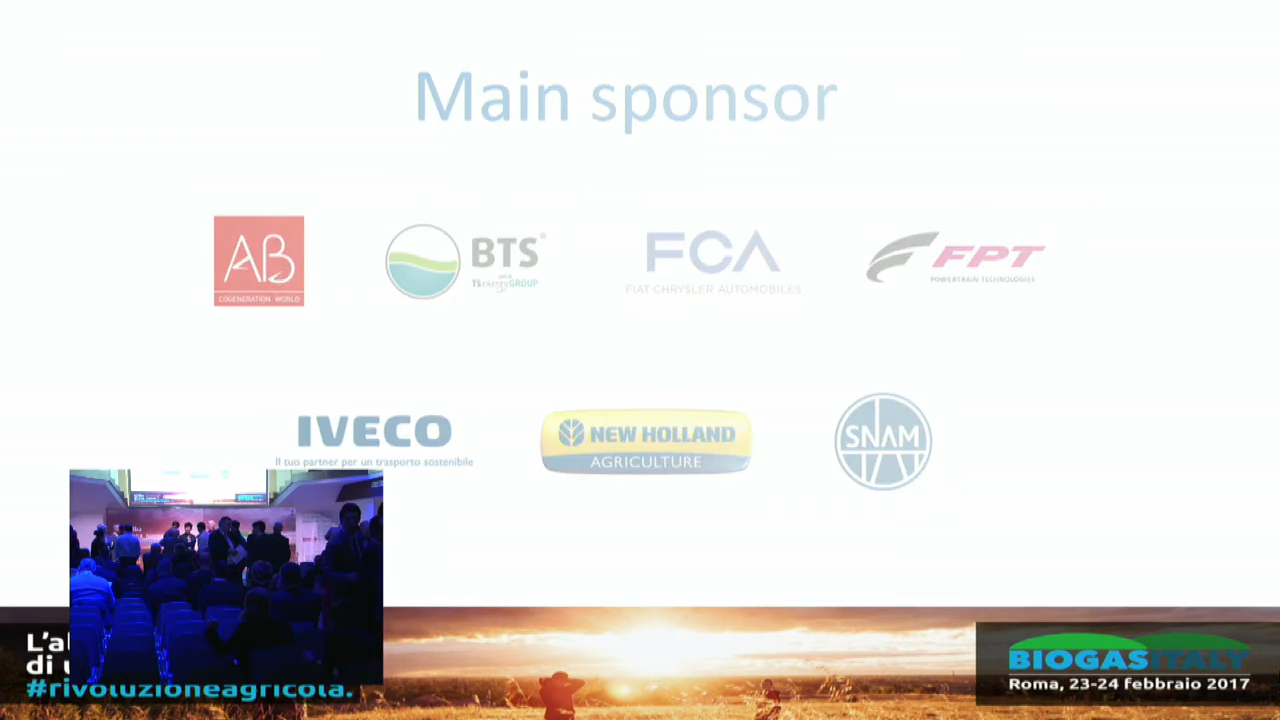 Main sponsor
AB
COGENERATION WORLD
BTS®
GROUP
FCA
FIAT CHRYSLER AUTOMOBILES
FPT
POWERTRAIN TECHNOLOGIES
IVECO
Il tuo partner per un trasporto sostenibile
NEW HOLLAND
AGRICULTURE
SNAM
L'al
di u
#rivoluzioneagricola.
BIOGASITALY
Roma, 23-24 febbraio 2017